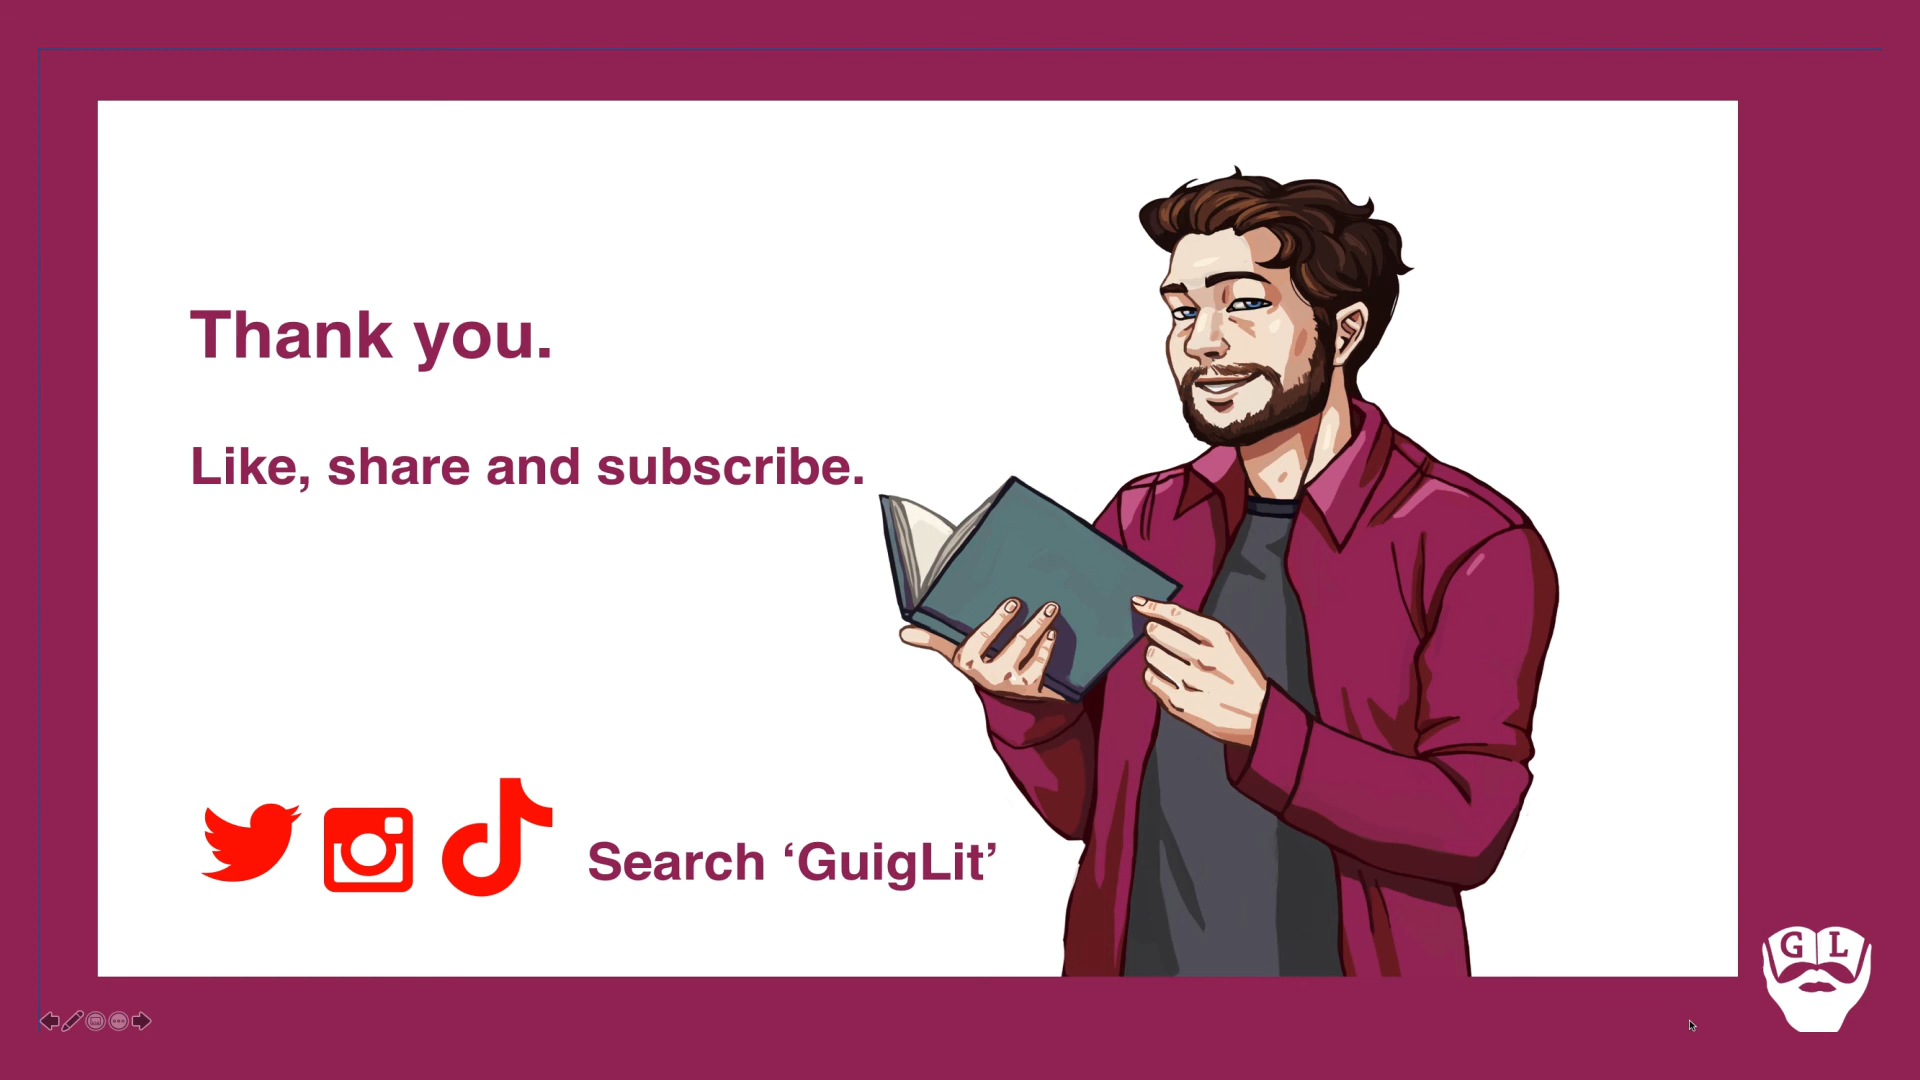 Thank you.
Like, share and subscribe.
Search ‘GuigLit’
G L